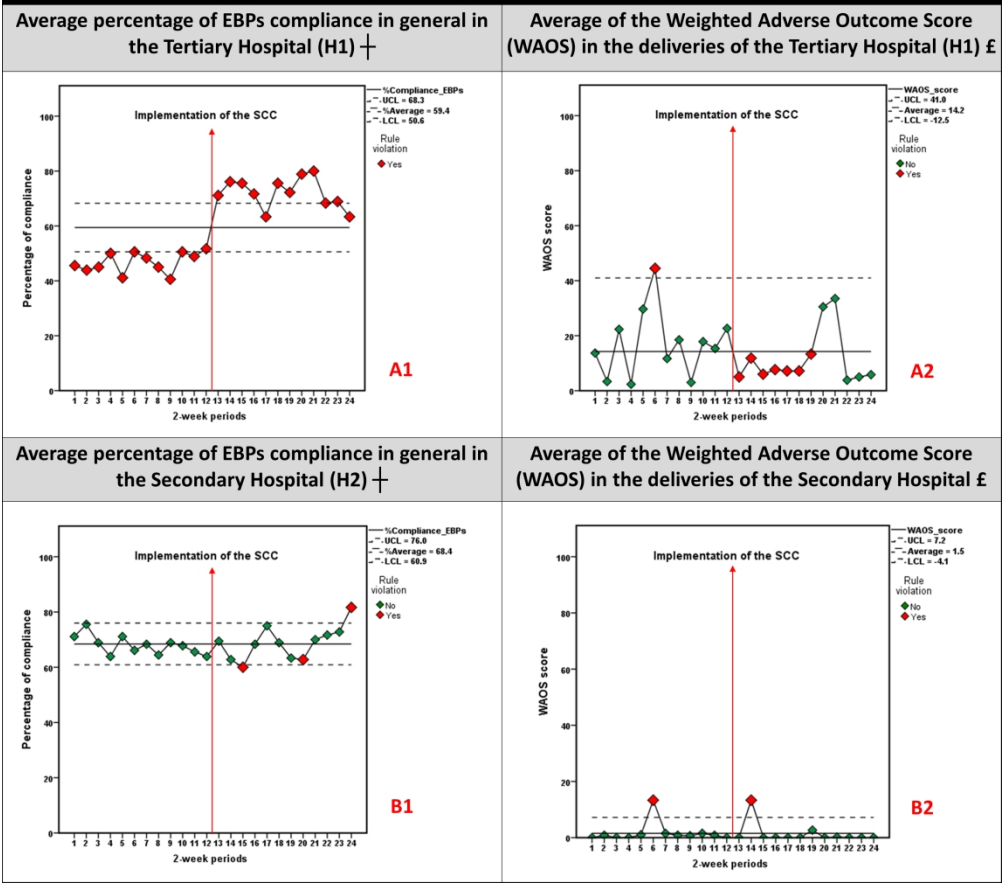 Average percentage of EBPs compliance in general in
the Tertiary Hospital (H1) ┼
Average of the Weighted Adverse Outcome Score
(WAOS) in the deliveries of the Tertiary Hospital (H1) £
%Compliance_EBPs
UCL = 68.3
%Average = 59.4
LCL = 50.6
Rule
violation
Yes
Implementation of the SCC
Percentage of compliance
100
80
60
40
20
0
1 2 3 4 5 6 7 8 9 10 11 12 13 14 15 16 17 18 19 20 21 22 23 24
2-week periods
A1
WAOS_score
UCL = 41.0
Average = 14.2
LCL = -12.5
Rule
violation
No
Yes
Implementation of the SCC
WAOS score
100
80
60
40
20
0
1 2 3 4 5 6 7 8 9 10 11 12 13 14 15 16 17 18 19 20 21 22 23 24
2-week periods
A2
Average percentage of EBPs compliance in general in
the Secondary Hospital (H2) ┼
Average of the Weighted Adverse Outcome Score
(WAOS) in the deliveries of the Secondary Hospital £
%Compliance_EBPs
UCL = 76.0
%Average = 68.4
LCL = 60.9
Rule
violation
No
Yes
Implementation of the SCC
Percentage of compliance
100
80
60
40
20
0
1 2 3 4 5 6 7 8 9 10 11 12 13 14 15 16 17 18 19 20 21 22 23 24
2-week periods
B1
WAOS_score
UCL = 7.2
Average = 1.5
LCL = -4.1
Rule
violation
No
Yes
Implementation of the SCC
WAOS score
100
80
60
40
20
0
1 2 3 4 5 6 7 8 9 10 11 12 13 14 15 16 17 18 19 20 21 22 23 24
2-week periods
B2